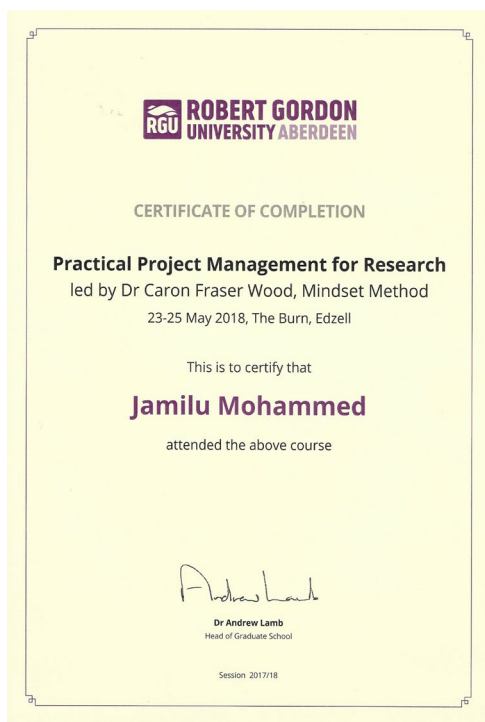 RGU
ROBERT GORDON
UNIVERSITY ABERDEEN
CERTIFICATE OF COMPLETION
Practical Project Management for Research
led by Dr Caron Fraser Wood, Mindset Method
23-25 May 2018, The Burn, Edzell
This is to certify that
Jamilu Mohammed
attended the above course
Andrew Lamb
Dr Andrew Lamb
Head of Graduate School
Session 2017/18